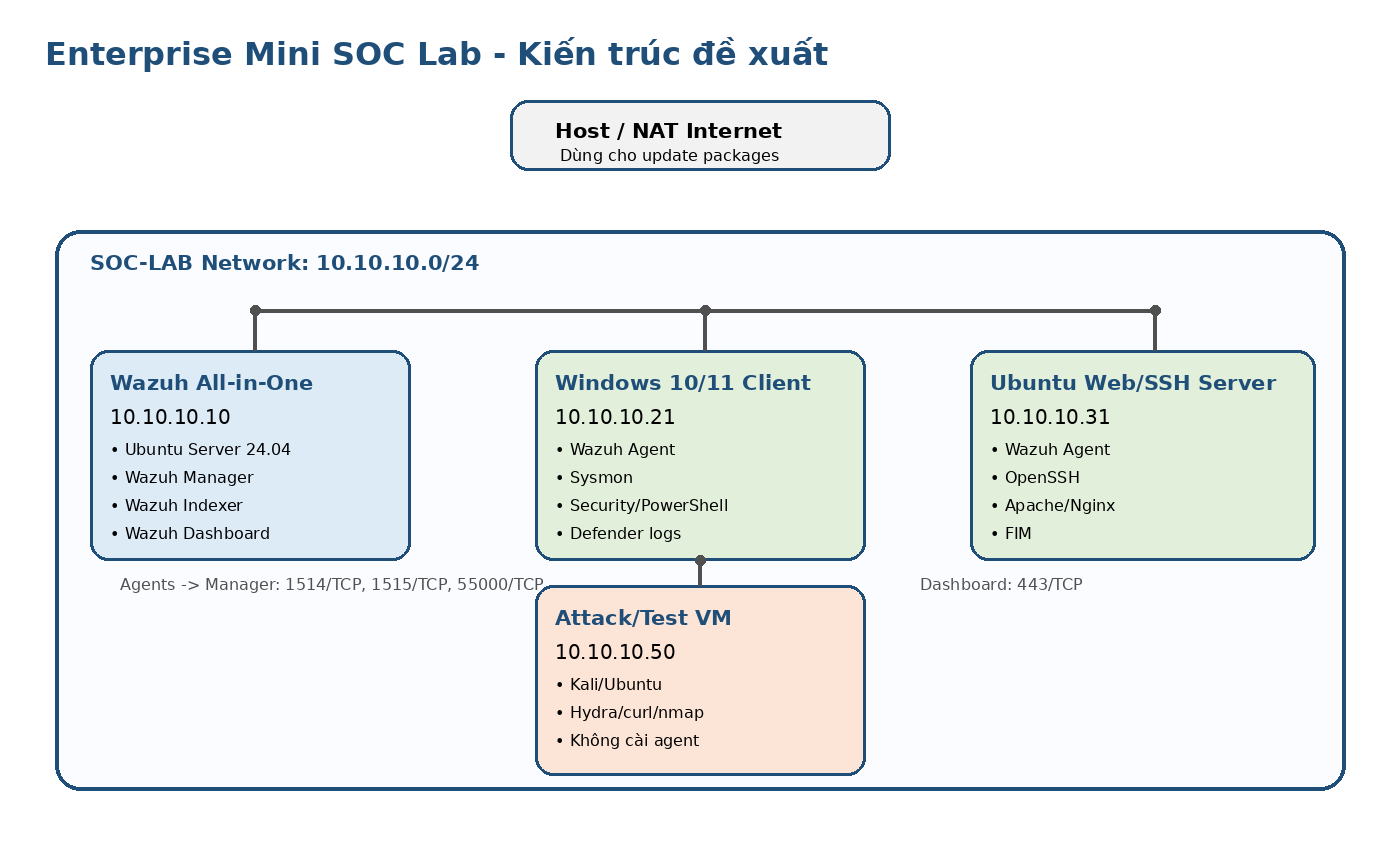 Enterprise Mini SOC Lab - Kiến trúc đề xuất
Host / NAT Internet
Dùng cho update packages
SOC-LAB Network: 10.10.10.0/24
Wazuh All-in-One
10.10.10.10
• Ubuntu Server 24.04
• Wazuh Manager
• Wazuh Indexer
• Wazuh Dashboard
Windows 10/11 Client
10.10.10.21
• Wazuh Agent
• Sysmon
• Security/PowerShell
• Defender logs
Ubuntu Web/SSH Server
10.10.10.31
• Wazuh Agent
• OpenSSH
• Apache/Nginx
• FIM
Agents -> Manager: 1514/TCP, 1515/TCP, 55000/TCP
Dashboard: 443/TCP
Attack/Test VM
10.10.10.50
• Kali/Ubuntu
• Hydra/curl/nmap
• Không cài agent